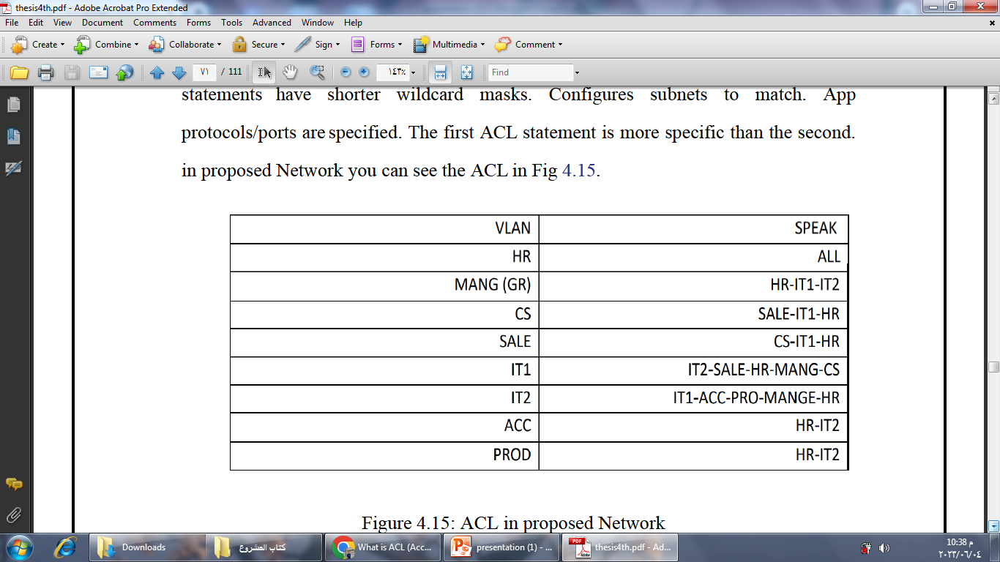 thesis4th.pdf - Adobe Acrobat Pro Extended
File Edit View Document Comments Forms Tools Advanced Window Help
Create Combine Collaborate Secure Sign Forms Multimedia Comment
٧١ / 111 ١٤٣٪ Find
statements have shorter wildcard masks. Configures subnets to match. App
protocols/ports are specified. The first ACL statement is more specific than the second.
in proposed Network you can see the ACL in Fig 4.15.
VLAN SPEAK
HR ALL
MANG (GR) HR-IT1-IT2
CS SALE-IT1-HR
SALE CS-IT1-HR
IT1 IT2-SALE-HR-MANG-CS
IT2 IT1-ACC-PRO-MANGE-HR
ACC HR-IT2
PROD HR-IT2
Figure 4.15: ACL in proposed Network
Downloads كتاب المشروع What is ACL (Acc... presentation (1) - ... thesis4th.pdf - Ad...
10:38 م
٢٠٢٣/٠٦/٠٤